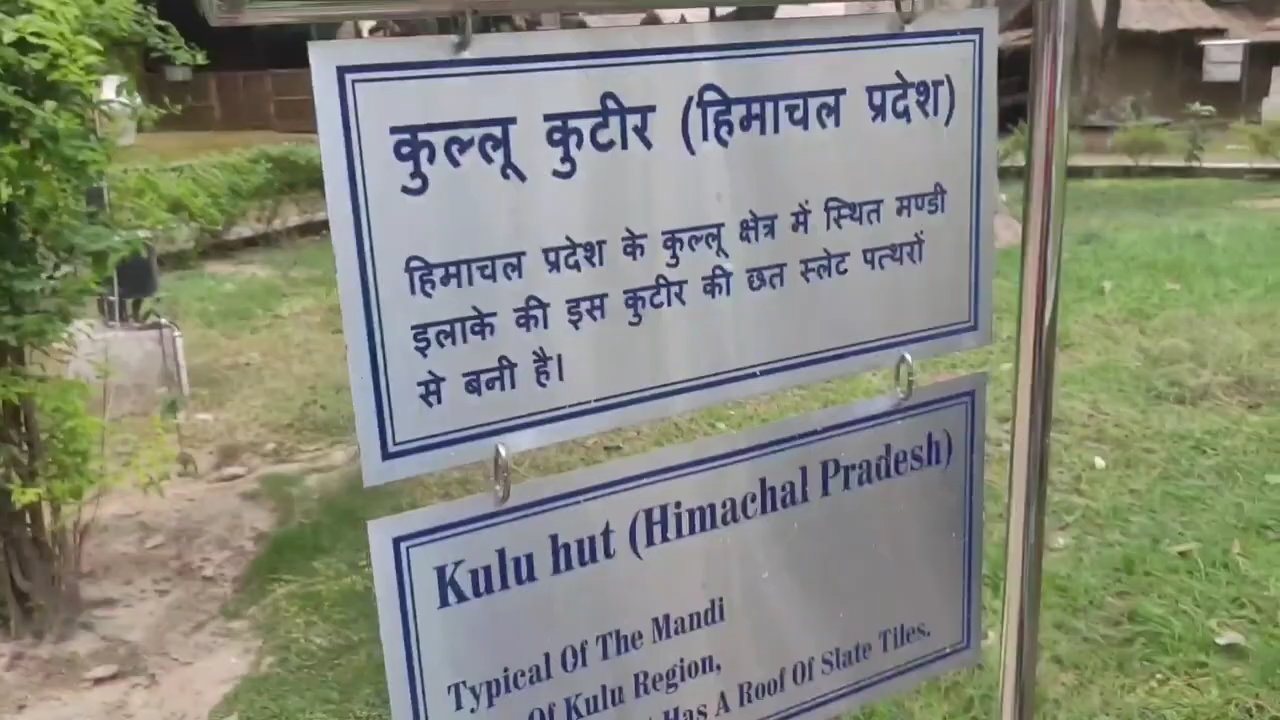 कुल्लू कुटीर (हिमाचल प्रदेश)
हिमाचल प्रदेश के कुल्लू क्षेत्र में स्थित मण्डी
इलाके की इस कुटीर की छत स्लेट पत्थरों
से बनी है।
Kulu hut (Himachal Pradesh)
Typical Of The Mandi
Of Kulu Region,
Has A Roof Of Slate Tiles.